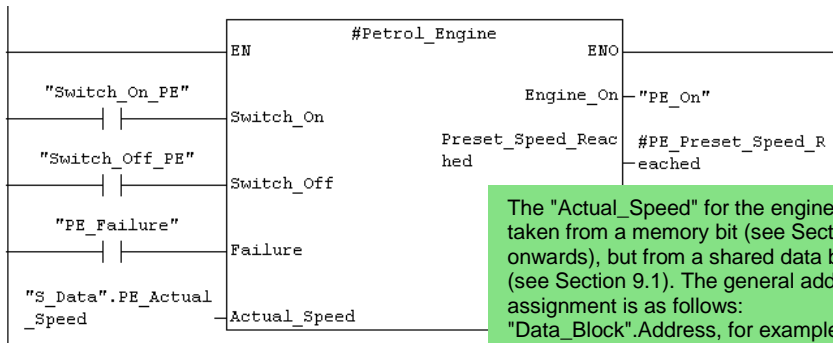 #Petrol_Engine
EN
ENO
"Switch_On_PE"
Switch_On
Engine_On
"PE_On"
"Switch_Off_PE"
Switch_Off
Preset_Speed_Reac
hed
#PE_Preset_Speed_R
eached
"PE_Failure"
Failure
"S_Data".PE_Actual
_Speed
Actual_Speed
The "Actual_Speed" for the engine
taken from a memory bit (see Sect
onwards), but from a shared data
(see Section 9.1). The general add
assignment is as follows:
"Data_Block".Address, for example